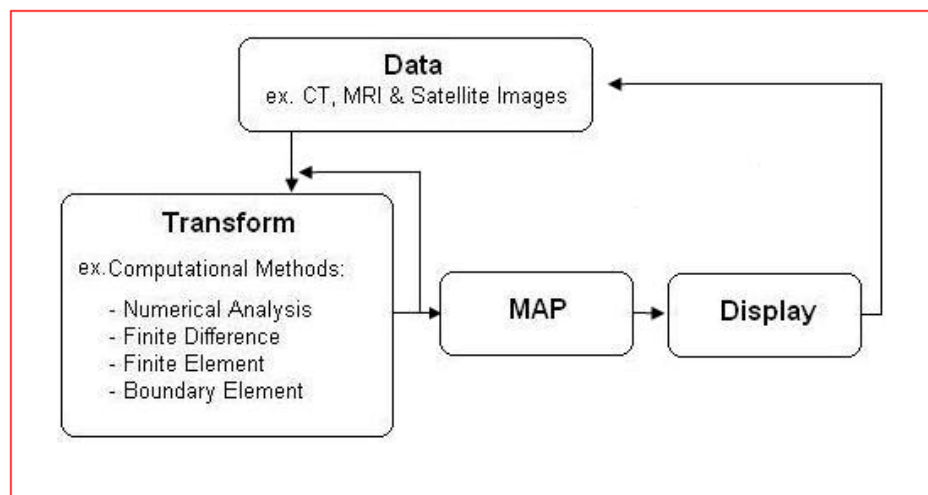 Data
ex. CT, MRI & Satellite Images
Transform
ex. Computational Methods:
- Numerical Analysis
- Finite Difference
- Finite Element
- Boundary Element
MAP
Display